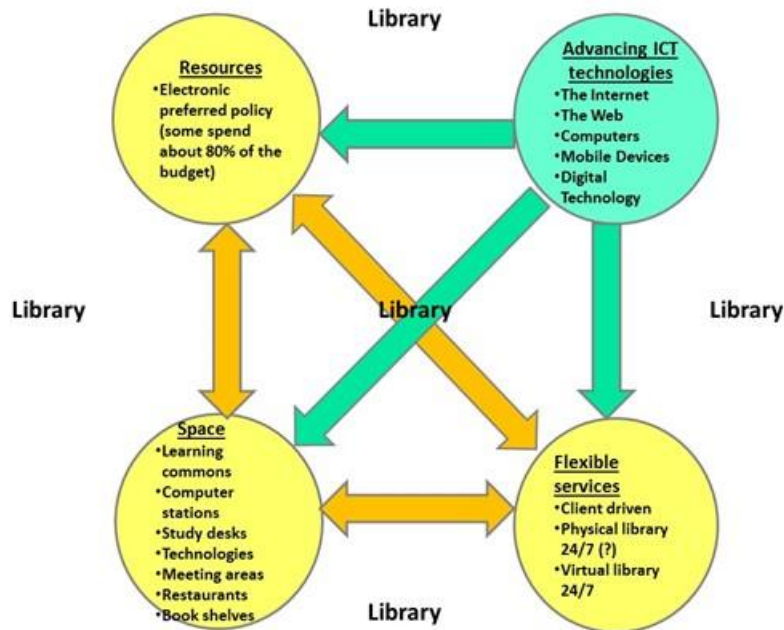 Library
Resources
•Electronic
preferred policy
(some spend
about 80% of the
budget)
Advancing ICT
technologies
•The Internet
•The Web
•Computers
•Mobile Devices
•Digital
Technology
Library
Library
Library
Space
•Learning
commons
•Computer
stations
•Study desks
•Technologies
•Meeting areas
•Restaurants
•Book shelves
Flexible
services
•Client driven
•Physical library
24/7 (?)
•Virtual library
24/7
Library